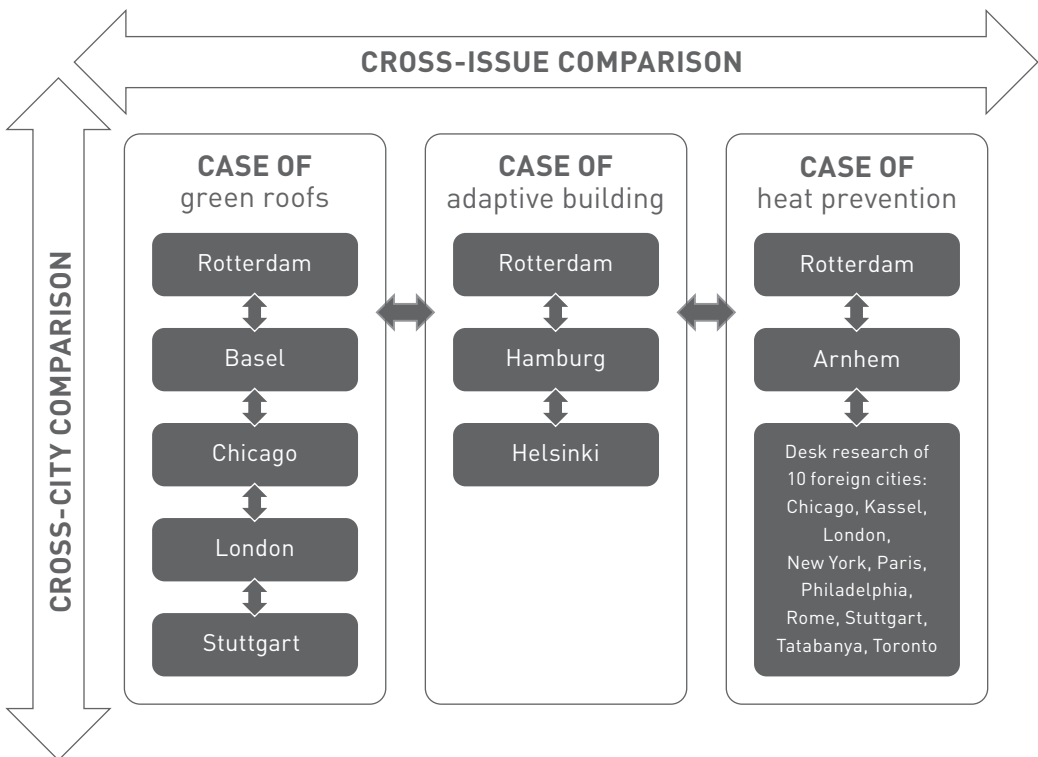 CROSS-ISSUE COMPARISON
CROSS-CITY COMPARISON
CASE OF
green roofs
Rotterdam
Basel
Chicago
London
Stuttgart
CASE OF
adaptive building
Rotterdam
Hamburg
Helsinki
CASE OF
heat prevention
Rotterdam
Arnhem
Desk research of
10 foreign cities:
Chicago, Kassel,
London,
New York, Paris,
Philadelphia,
Rome, Stuttgart,
Tatabanya, Toronto